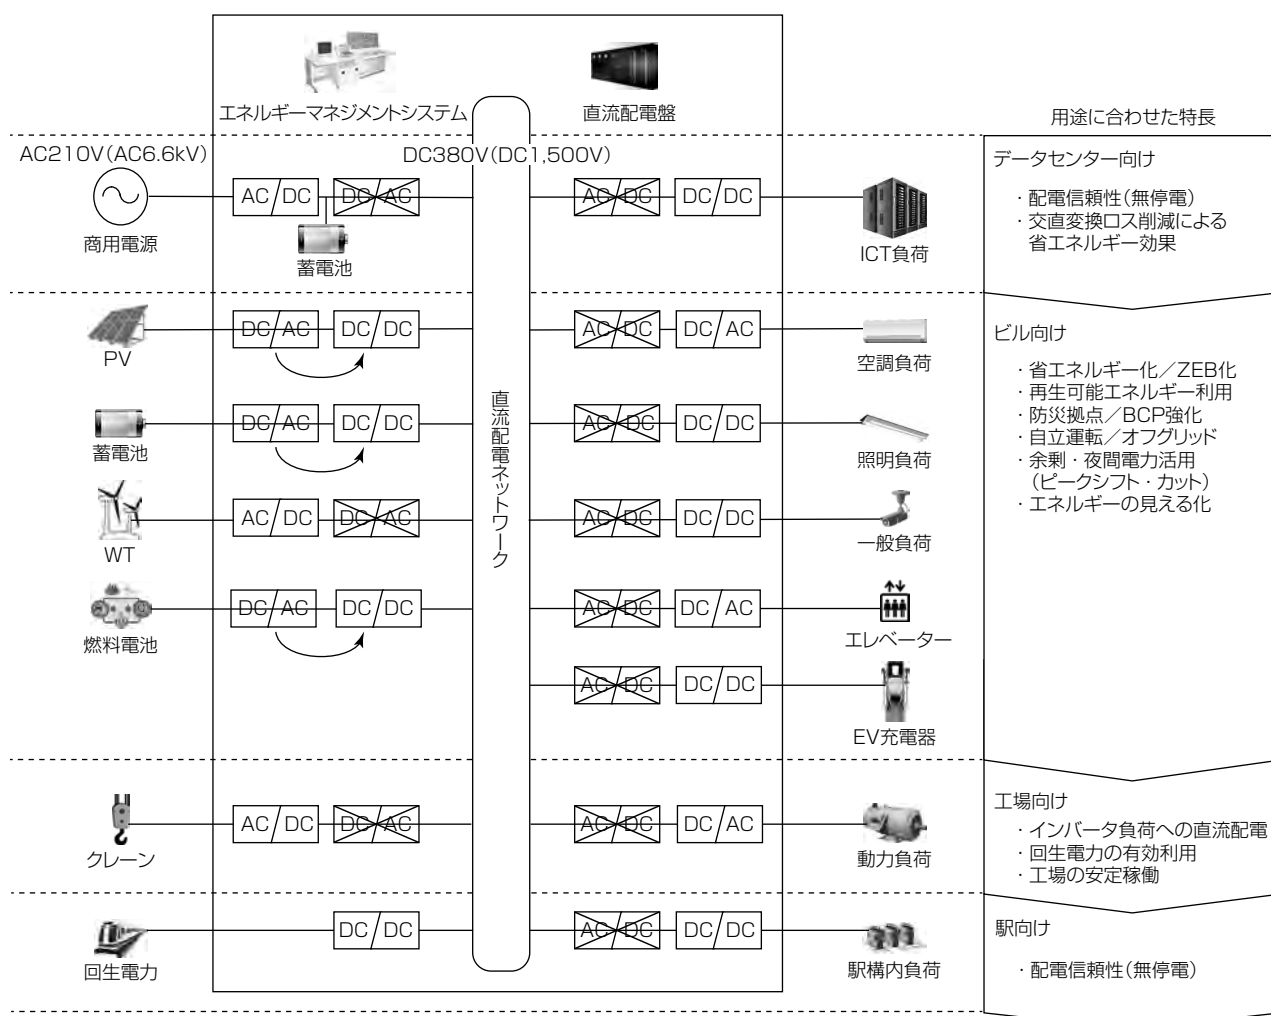 エネルギーマネジメントシステム
直流配電盤
用途に合わせた特長
AC210V(AC6.6kV)
DC380V(DC1,500V)
商用電源
AC/DC
DC/AC
蓄電池
AC/DC
DC/DC
ICT負荷
データセンター向け
・配電信頼性(無停電)
・交直変換ロス削減による
省エネルギー効果
直流配電ネットワーク
PV
DC/AC
DC/DC
AC/DC
DC/AC
空調負荷
蓄電池
DC/AC
DC/DC
AC/DC
DC/DC
照明負荷
WT
AC/DC
DC/AC
AC/DC
DC/DC
一般負荷
燃料電池
DC/AC
DC/DC
AC/DC
DC/AC
エレベーター
AC/DC
DC/DC
EV充電器
ビル向け
・省エネルギー化／ZEB化
・再生可能エネルギー利用
・防災拠点／BCP強化
・自立運転／オフグリッド
・余剰・夜間電力活用
(ピークシフト・カット)
・エネルギーの見える化
クレーン
AC/DC
DC/AC
AC/DC
DC/AC
動力負荷
工場向け
・インバータ負荷への直流配電
・回生電力の有効利用
・工場の安定稼働
回生電力
DC/DC
AC/DC
DC/DC
駅構内負荷
駅向け
・配電信頼性(無停電)